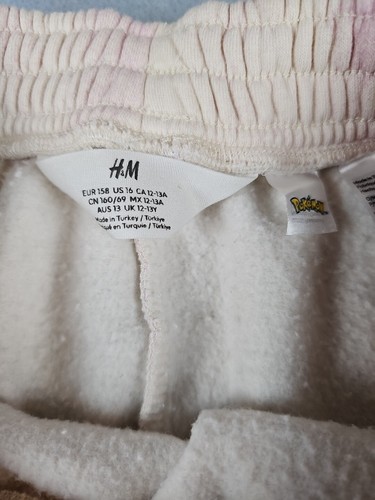 H&M
EUR 158 US 16 CA 12-13A
CN 160/69 MX 12-13A
AUS 13 UK 12-13Y
Made in Turkey / Türkiye
en Turquie / Türkiye
POKéMON